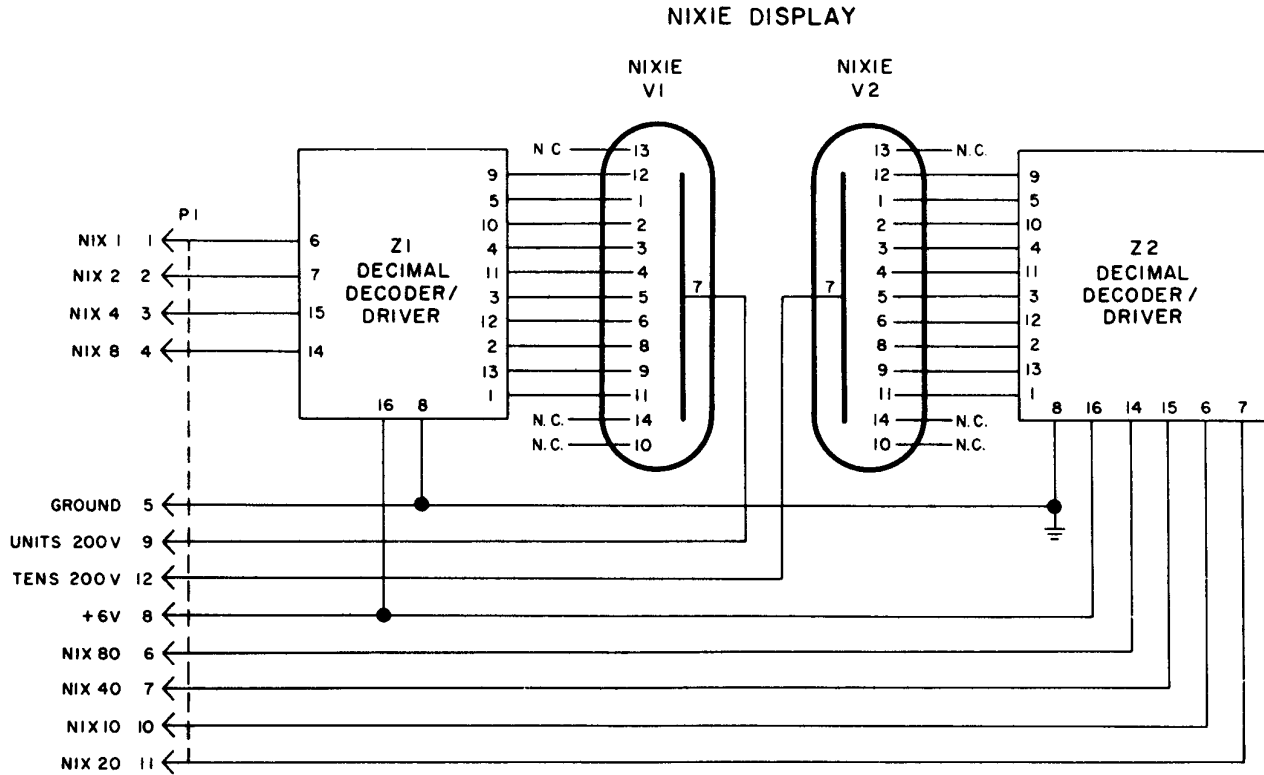 NIXIE DISPLAY
NIXIE
V1
NIXIE
V2
P1
NIX 1 1
NIX 2 2
NIX 4 3
NIX 8 4
6
7
15
14
Z1
DECIMAL
DECODER/
DRIVER
9
5
10
4
11
3
12
2
13
1
16 8
N C 13
12
1
2
3
4
5
6
8
9
11
N.C. 14
N.C. 10
7
7
13 N.C.
12
1
2
3
4
5
6
8
9
11
14 N.C.
10 N.C.
9
5
10
4
11
3
12
2
13
1
Z2
DECIMAL
DECODER/
DRIVER
8 16 14 15 6 7
GROUND 5
UNITS 200V 9
TENS 200V 12
+6V 8
NIX 80 6
NIX 40 7
NIX 10 10
NIX 20 11